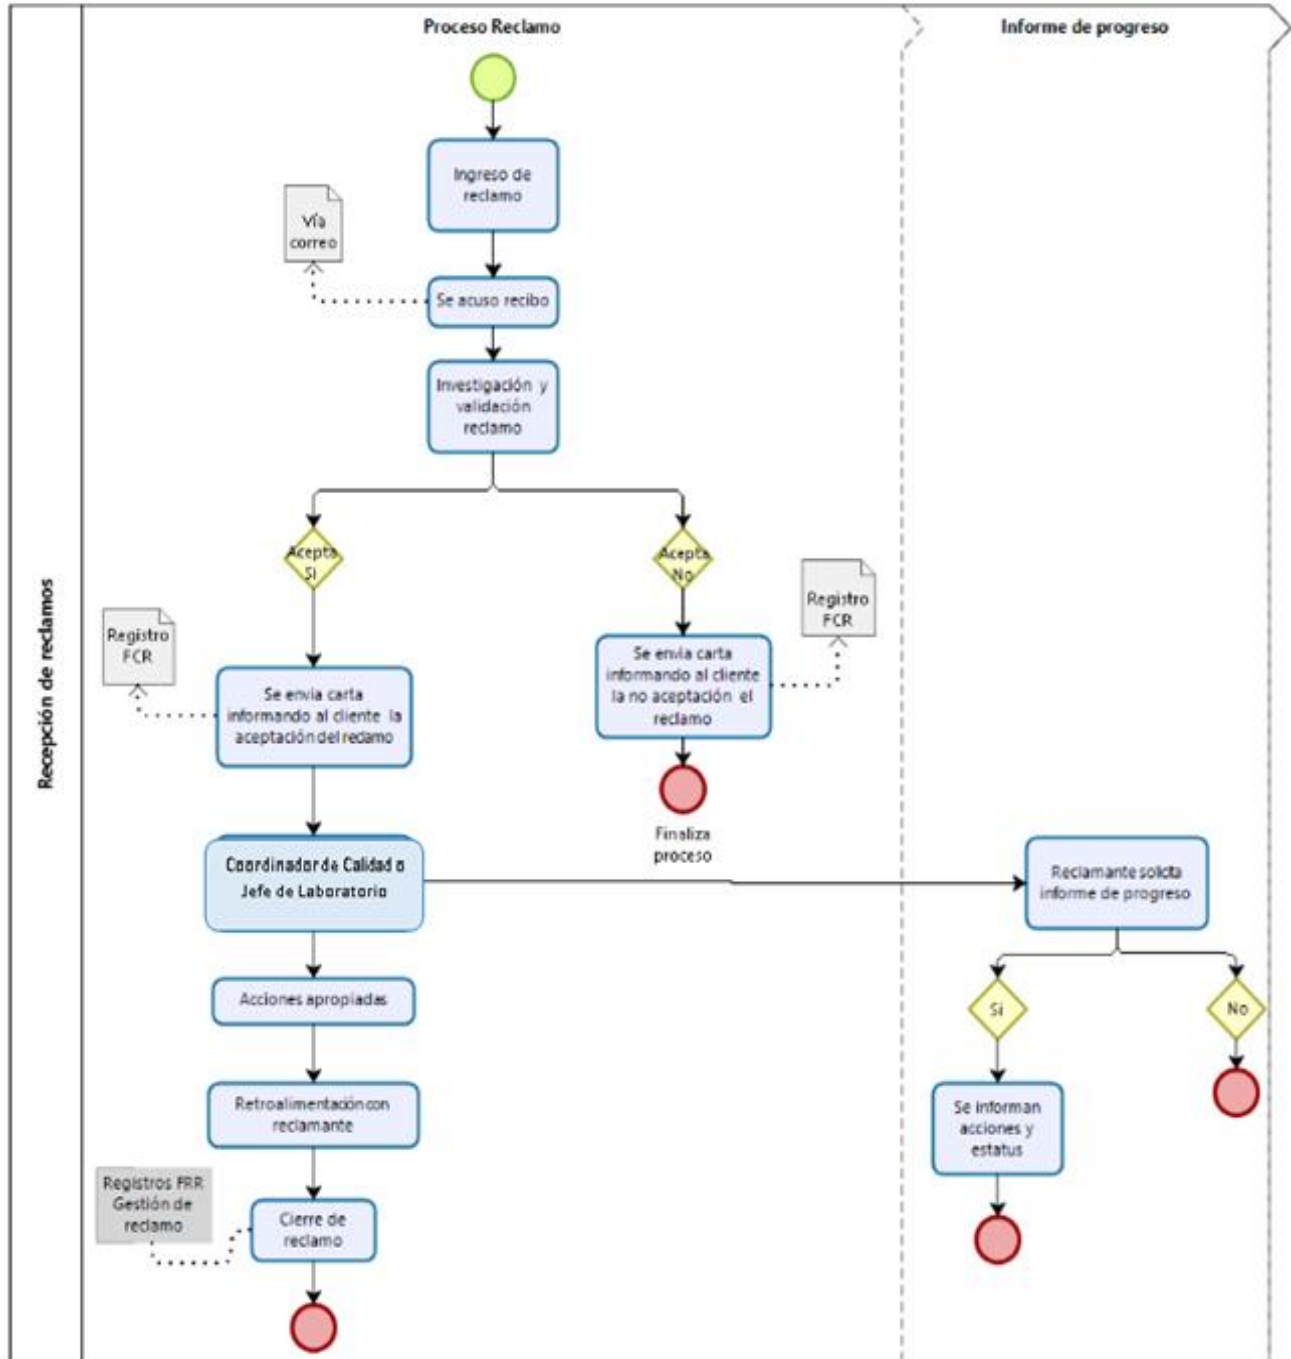 Proceso Reclamo
Informe de progreso
Recepción de reclamos
Ingreso de
reclamo
Vía
correo
Se acuso recibo
Investigación y
validación
reclamo
Acepta
Si
Acepta
No
Registro
FCR
Registro
FCR
Se envia carta
informando al cliente la
aceptación del reclamo
Se envia carta
informando al cliente
la no aceptación el
reclamo
Finaliza
proceso
Coordinador de Calidad o
Jefe de Laboratorio
Reclamante solicita
informe de progreso
Acciones apropiadas
Si
No
Retroalimentación con
reclamante
Se informan
acciones y
estatus
Registros FRR
Gestión de
reclamo
Cierre de
reclamo